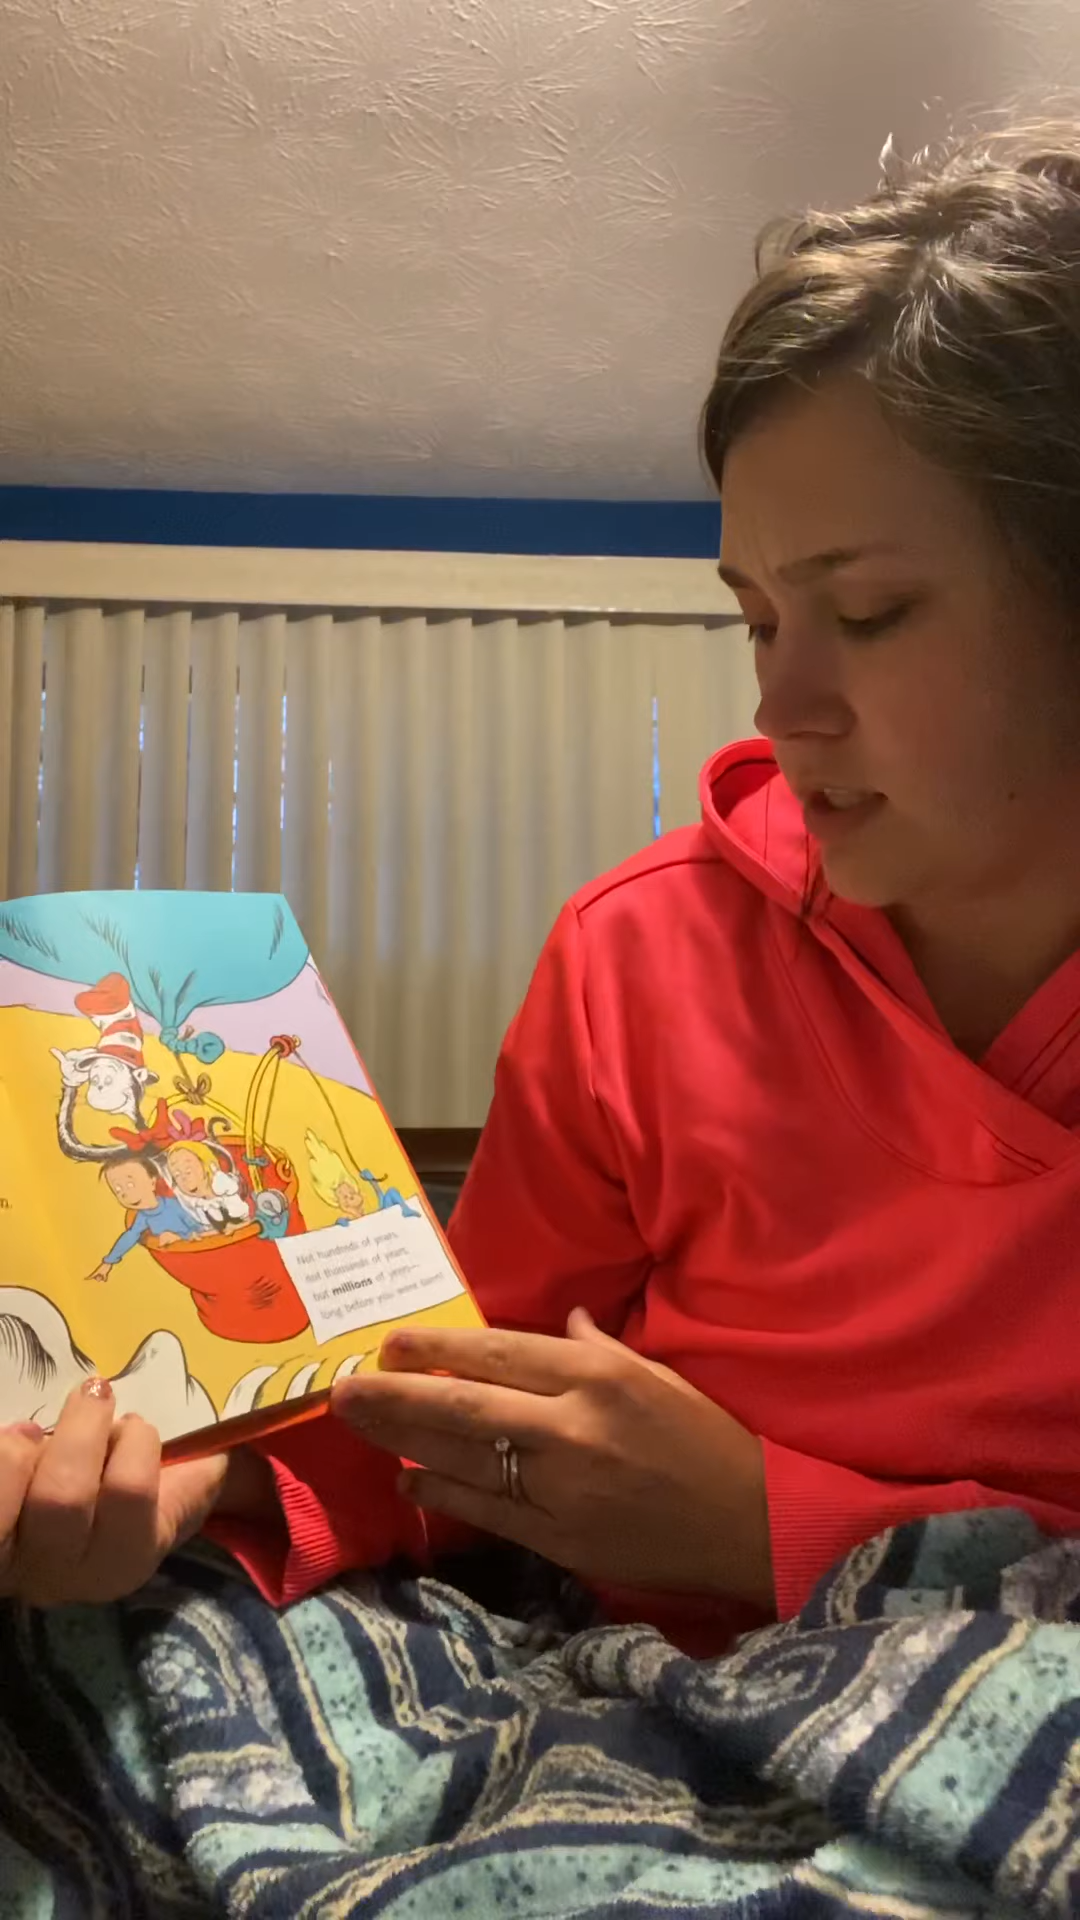 n.
Not hundreds of years,
not thousands of years,
but millions of years—
long before you were born!